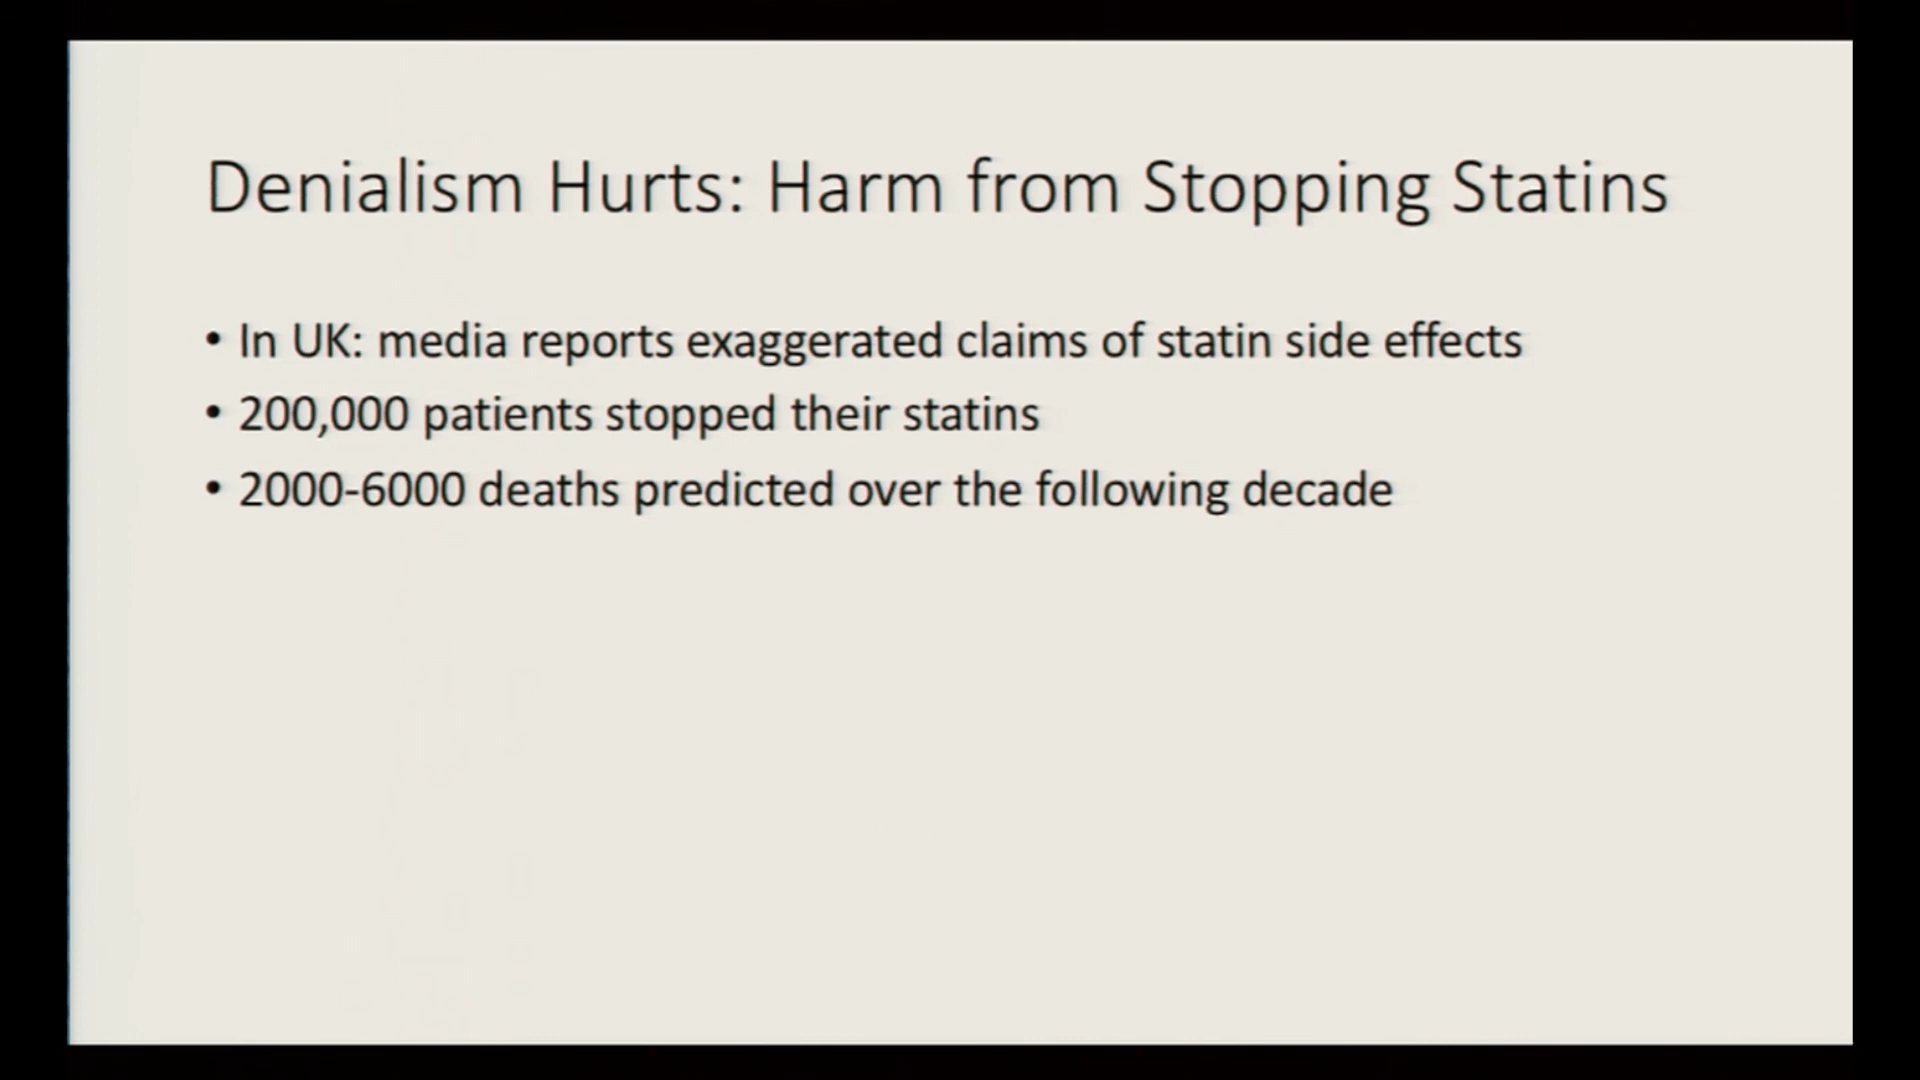 Denialism Hurts: Harm from Stopping Statins
• In UK: media reports exaggerated claims of statin side effects
• 200,000 patients stopped their statins
• 2000-6000 deaths predicted over the following decade